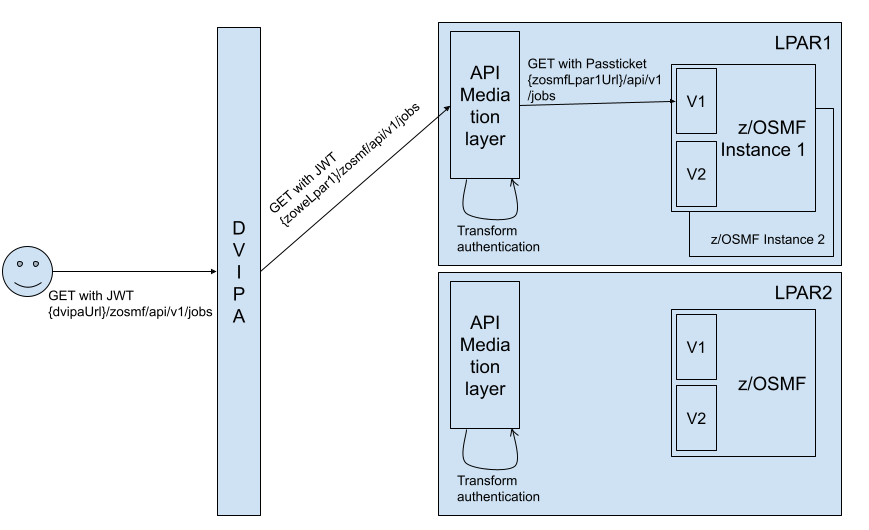 GET with JWT
{dvipaUrl}/zosmf/api/v1/jobs
D
V
I
P
A
GET with JWT
{zoweLpar1}/zosmf/api/v1/jobs
LPAR1
API
Media
tion
layer
GET with Passticket
{zosmfLpar1Url}/api/v1
/jobs
V1
z/OSMF
Instance 1
V2
Transform
authentication
z/OSMF Instance 2
LPAR2
API
Media
tion
layer
V1
z/OSMF
V2
Transform
authentication